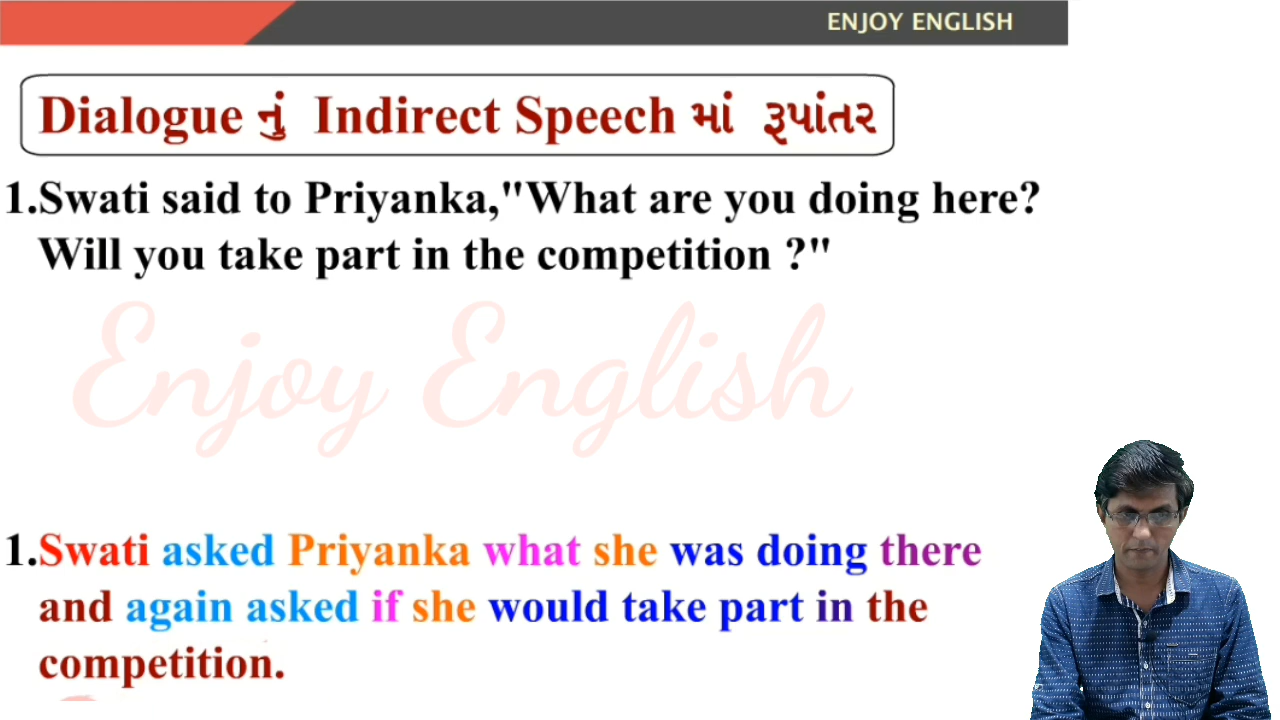 ENJOY ENGLISH
Dialogue નું Indirect Speech માં રૂપાંતર
1.Swati said to Priyanka,"What are you doing here?
Will you take part in the competition ?"
Enjoy English
1.Swati asked Priyanka what she was doing there
and again asked if she would take part in the
competition.